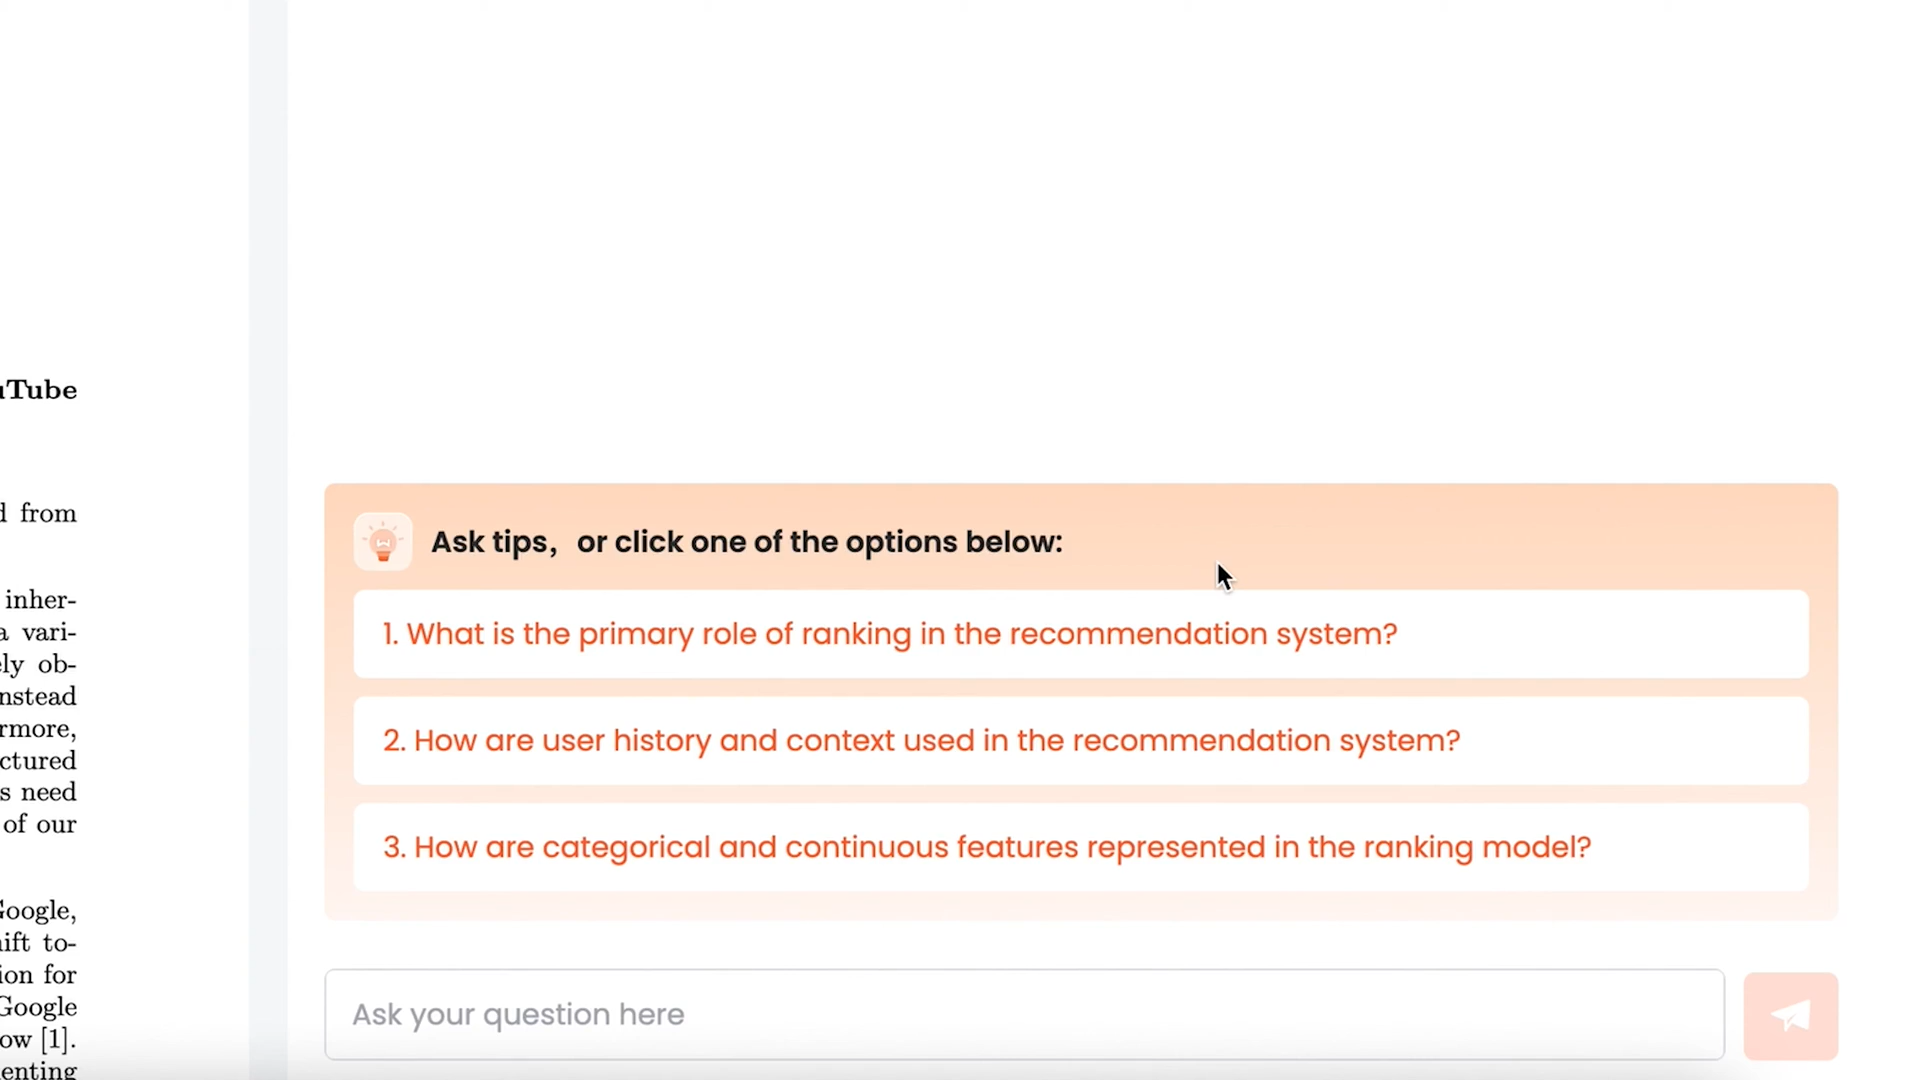 uTube
d from
inher-
a vari-
ely ob-
nstead
rmore,
ctured
s need
of our
Google,
ift to-
ion for
Google
ow [1].
enting
Ask tips, or click one of the options below:
1. What is the primary role of ranking in the recommendation system?
2. How are user history and context used in the recommendation system?
3. How are categorical and continuous features represented in the ranking model?
Ask your question here